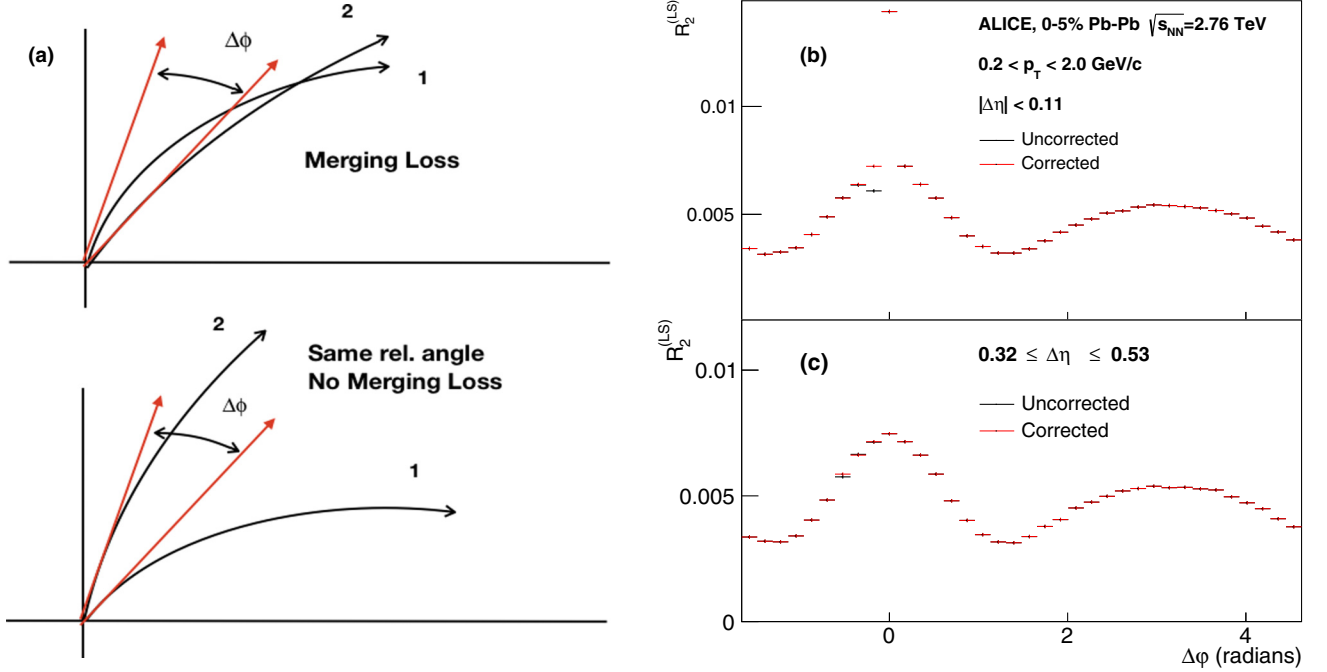 (a)
2
Δϕ
1
Merging Loss
2
Same rel. angle
No Merging Loss
Δϕ
1
R₂^(LS)
(b)
ALICE, 0-5% Pb-Pb √s_NN=2.76 TeV
0.2 < p_T < 2.0 GeV/c
|Δη| < 0.11
Uncorrected
Corrected
0.01
0.005
R₂^(LS)
(c)
0.32 ≤ Δη ≤ 0.53
Uncorrected
Corrected
0.01
0.005
0
0 2 4
Δφ (radians)